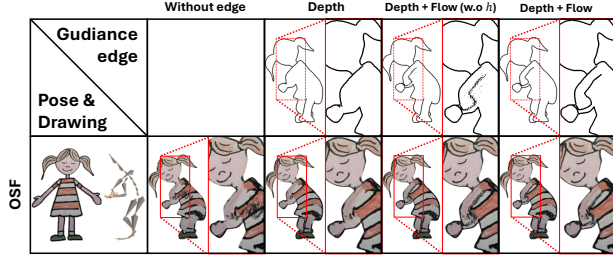 Without edge
Depth
Depth + Flow (w.o h)
Depth + Flow
Gudiance
edge
Pose &
Drawing
OSF